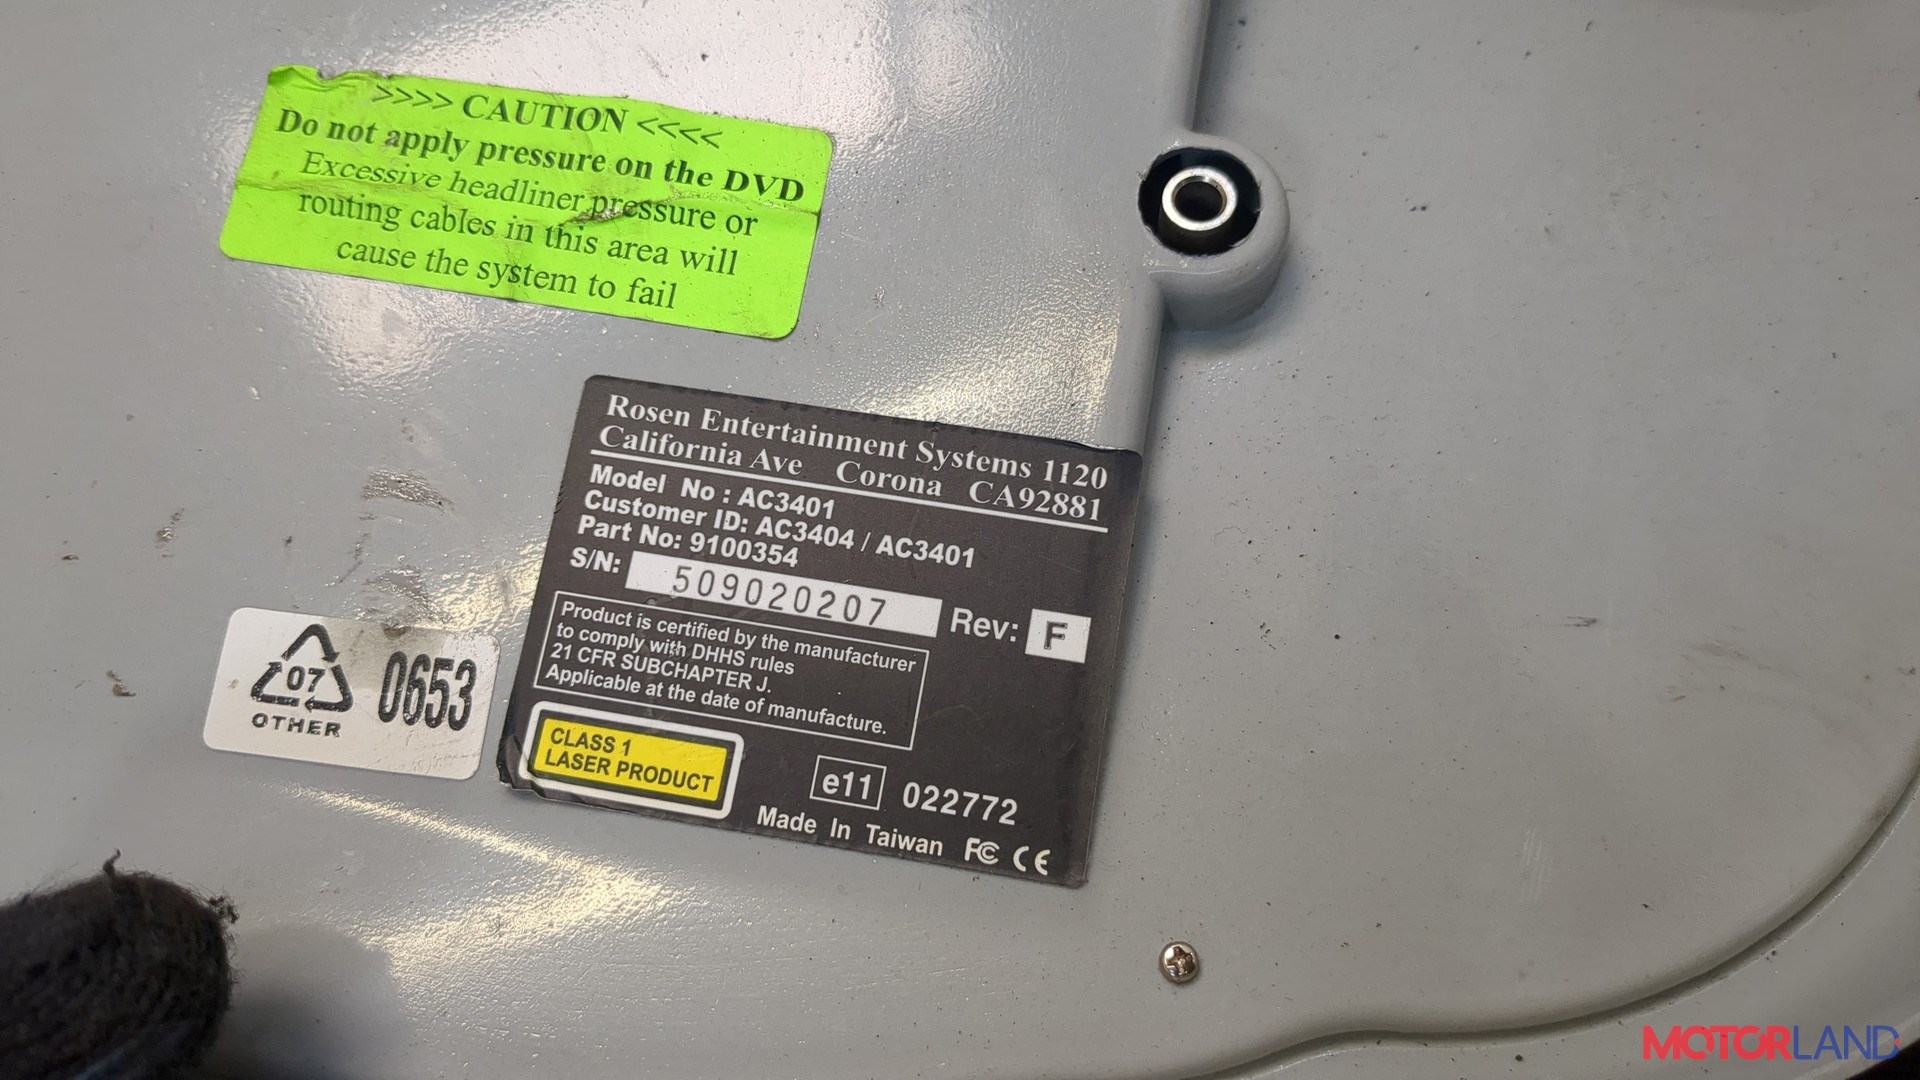 >>>> CAUTION <<<<
Do not apply pressure on the DVD
Excessive headliner pressure or
routing cables in this area will
cause the system to fail
Rosen Entertainment Systems 1120
California Ave Corona CA92881
Model No : AC3401
Customer ID: AC3404 / AC3401
Part No: 9100354
S/N: 509020207 Rev: F
Product is certified by the manufacturer
to comply with DHHS rules
21 CFR SUBCHAPTER J.
Applicable at the date of manufacture.
CLASS 1
LASER PRODUCT
e11 022772
Made In Taiwan FC CE
07
OTHER
0653
MOTORLAND